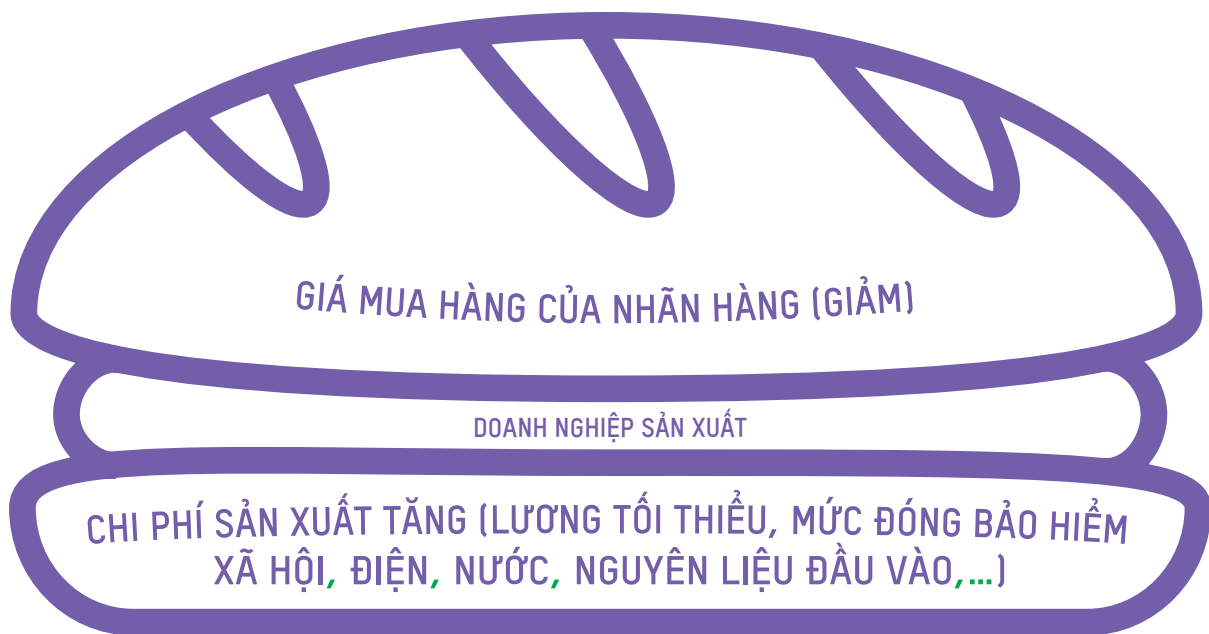 GIÁ MUA HÀNG CỦA NHÃN HÀNG (GIẢM)
DOANH NGHIỆP SẢN XUẤT
CHI PHÍ SẢN XUẤT TĂNG (LƯƠNG TỐI THIỂU, MỨC ĐÓNG BẢO HIỂM
XÃ HỘI, ĐIỆN, NƯỚC, NGUYÊN LIỆU ĐẦU VÀO,...)